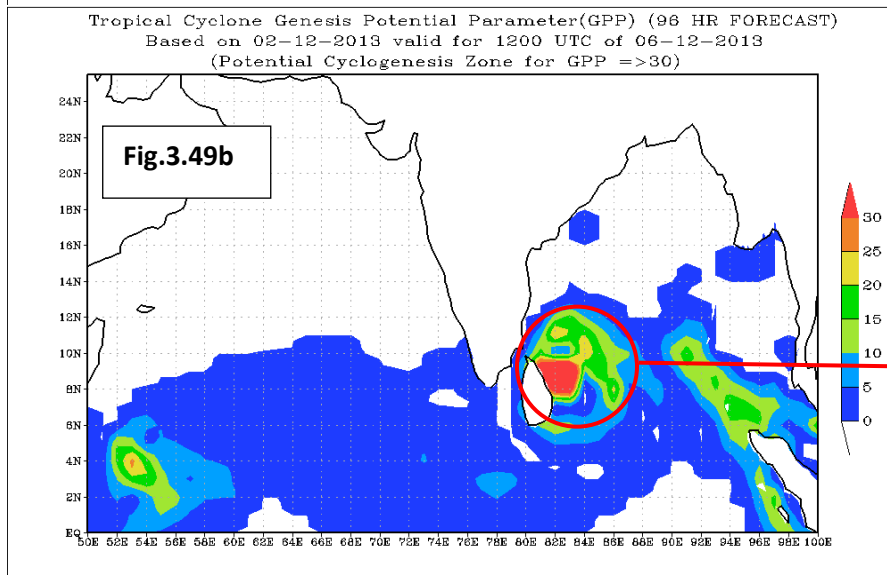 Tropical Cyclone Genesis Potential Parameter(GPP) (96 HR FORECAST)
Based on 02-12-2013 valid for 1200 UTC of 06-12-2013
(Potential Cyclogenesis Zone for GPP =>30)
Fig.3.49b
24N
22N
20N
18N
16N
14N
12N
10N
8N
6N
4N
2N
EQ
50E 52E 54E 56E 58E 60E 62E 64E 66E 68E 70E 72E 74E 76E 78E 80E 82E 84E 86E 88E 90E 92E 94E 96E 98E 100E
30
25
20
15
10
5
0